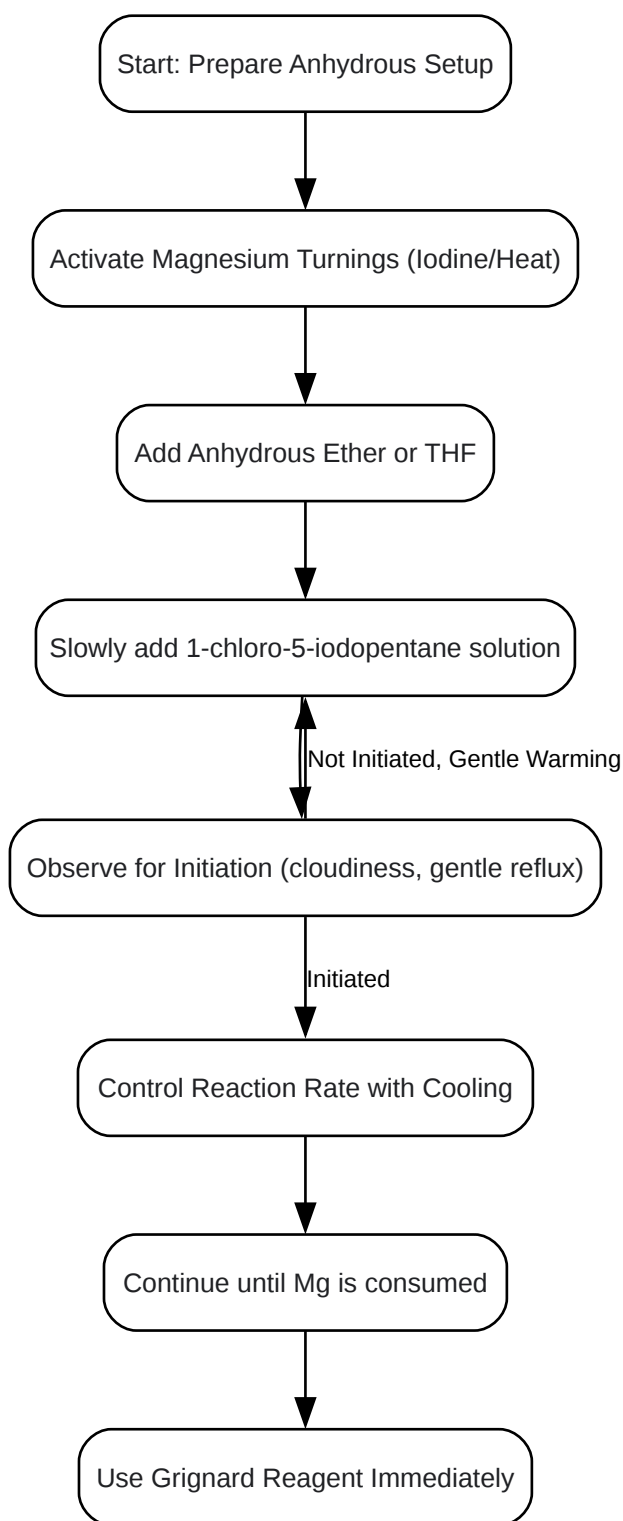 Start: Prepare Anhydrous Setup
Activate Magnesium Turnings (Iodine/Heat)
Add Anhydrous Ether or THF
Slowly add 1-chloro-5-iodopentane solution
Not Initiated, Gentle Warming
Observe for Initiation (cloudiness, gentle reflux)
Initiated
Control Reaction Rate with Cooling
Continue until Mg is consumed
Use Grignard Reagent Immediately